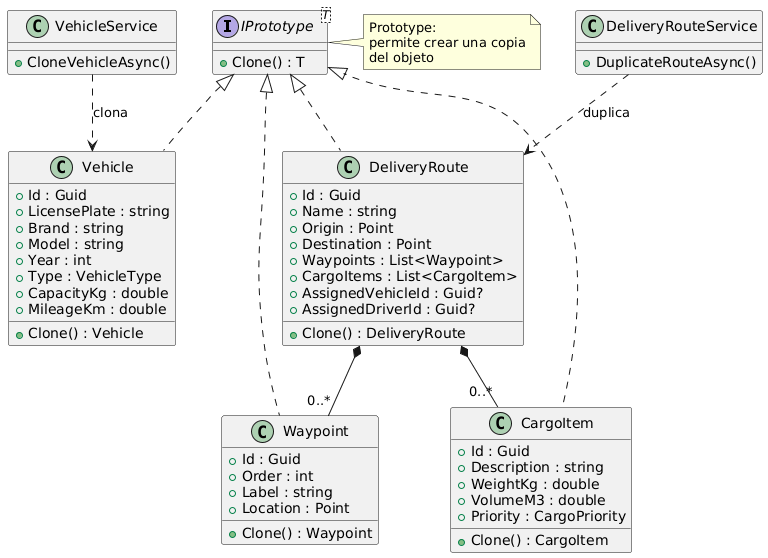 C VehicleService
+ CloneVehicleAsync()
I IPrototype T
+ Clone() : T
Prototype:
permite crear una copia
del objeto
C DeliveryRouteService
+ DuplicateRouteAsync()
clona
duplica
C Vehicle
+ Id : Guid
+ LicensePlate : string
+ Brand : string
+ Model : string
+ Year : int
+ Type : VehicleType
+ CapacityKg : double
+ MileageKm : double
+ Clone() : Vehicle
C DeliveryRoute
+ Id : Guid
+ Name : string
+ Origin : Point
+ Destination : Point
+ Waypoints : List<Waypoint>
+ CargoItems : List<CargoItem>
+ AssignedVehicleId : Guid?
+ AssignedDriverId : Guid?
+ Clone() : DeliveryRoute
0..*
0..*
C Waypoint
+ Id : Guid
+ Order : int
+ Label : string
+ Location : Point
+ Clone() : Waypoint
C CargoItem
+ Id : Guid
+ Description : string
+ WeightKg : double
+ VolumeM3 : double
+ Priority : CargoPriority
+ Clone() : CargoItem